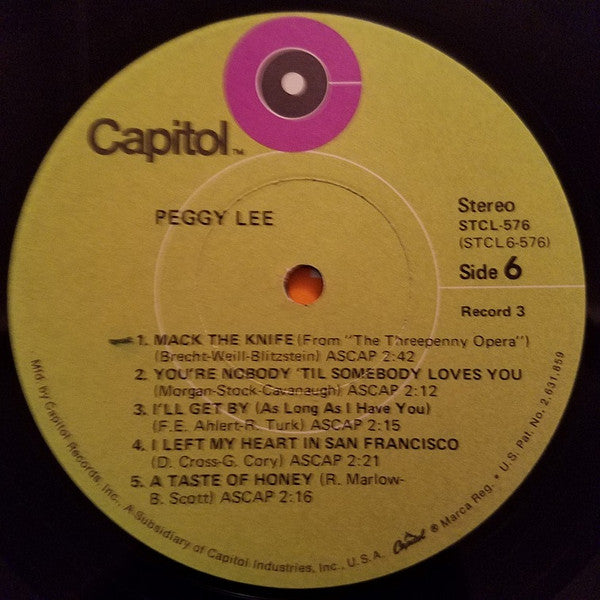 Capitol™
PEGGY LEE
Stereo
STCL-576
(STCL6-576)
Side 6
Record 3
1. MACK THE KNIFE (From "The Threepenny Opera")
(Brecht-Weill-Blitzstein) ASCAP 2:42
2. YOU'RE NOBODY 'TIL SOMEBODY LOVES YOU
(Morgan-Stock-Cavanaugh) ASCAP 2:12
3. I'LL GET BY (As Long As I Have You)
(F.E. Ahlert-R. Turk) ASCAP 2:15
4. I LEFT MY HEART IN SAN FRANCISCO
(D. Cross-G. Cory) ASCAP 2:21
5. A TASTE OF HONEY (R. Marlow-
B. Scott) ASCAP 2:16
Mfd by Capitol Records, Inc., A Subsidiary of Capitol Industries, Inc., U.S.A. Capitol ® Marca Reg. • U.S. Pat. No. 2,631,859